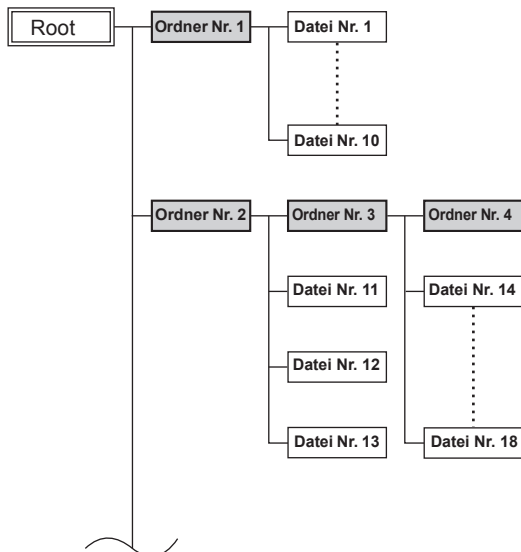 Root
Ordner Nr. 1
Datei Nr. 1
Datei Nr. 10
Ordner Nr. 2
Ordner Nr. 3
Ordner Nr. 4
Datei Nr. 11
Datei Nr. 14
Datei Nr. 12
Datei Nr. 13
Datei Nr. 18